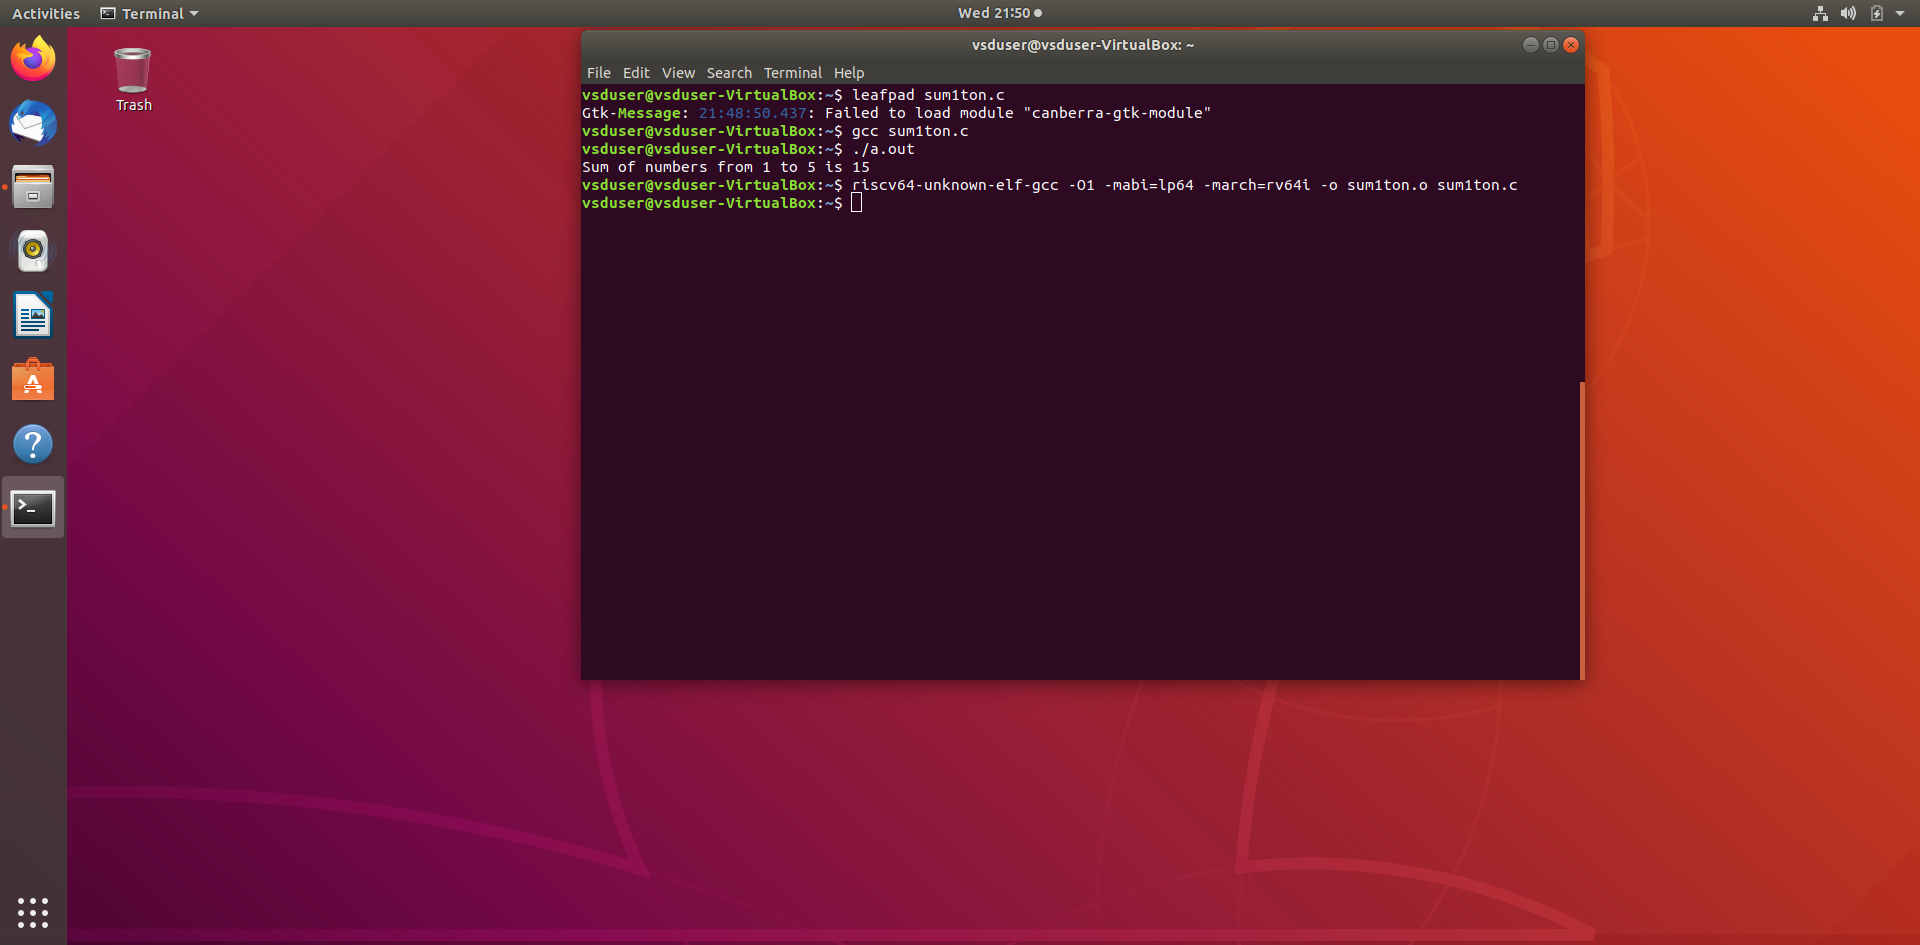 Activities Terminal Wed 21:50
Trash
vsduser@vsduser-VirtualBox: ~
File Edit View Search Terminal Help
vsduser@vsduser-VirtualBox:~$ leafpad sum1ton.c
Gtk-Message: 21:48:50.437: Failed to load module "canberra-gtk-module"
vsduser@vsduser-VirtualBox:~$ gcc sum1ton.c
vsduser@vsduser-VirtualBox:~$ ./a.out
Sum of numbers from 1 to 5 is 15
vsduser@vsduser-VirtualBox:~$ riscv64-unknown-elf-gcc -O1 -mabi=lp64 -march=rv64i -o sum1ton.o sum1ton.c
vsduser@vsduser-VirtualBox:~$